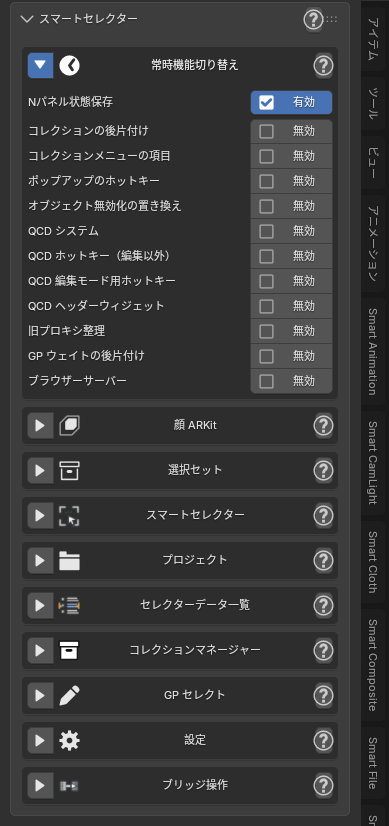 スマートセレクター
常時機能切り替え
Nパネル状態保存 有効
コレクションの後片付け 無効
コレクションメニューの項目 無効
ポップアップのホットキー 無効
オブジェクト無効化の置き換え 無効
QCD システム 無効
QCD ホットキー（編集以外） 無効
QCD 編集モード用ホットキー 無効
QCD ヘッダーウィジェット 無効
旧プロキシ整理 無効
GP ウェイトの後片付け 無効
ブラウザーサーバー 無効
顔 ARKit
選択セット
スマートセレクター
プロジェクト
セレクターデータ一覧
コレクションマネージャー
GP セレクト
設定
ブリッジ操作
アイテム
ツール
ビュー
アニメーション
Smart Animation
Smart CamLight
Smart Cloth
Smart Composite
Smart File